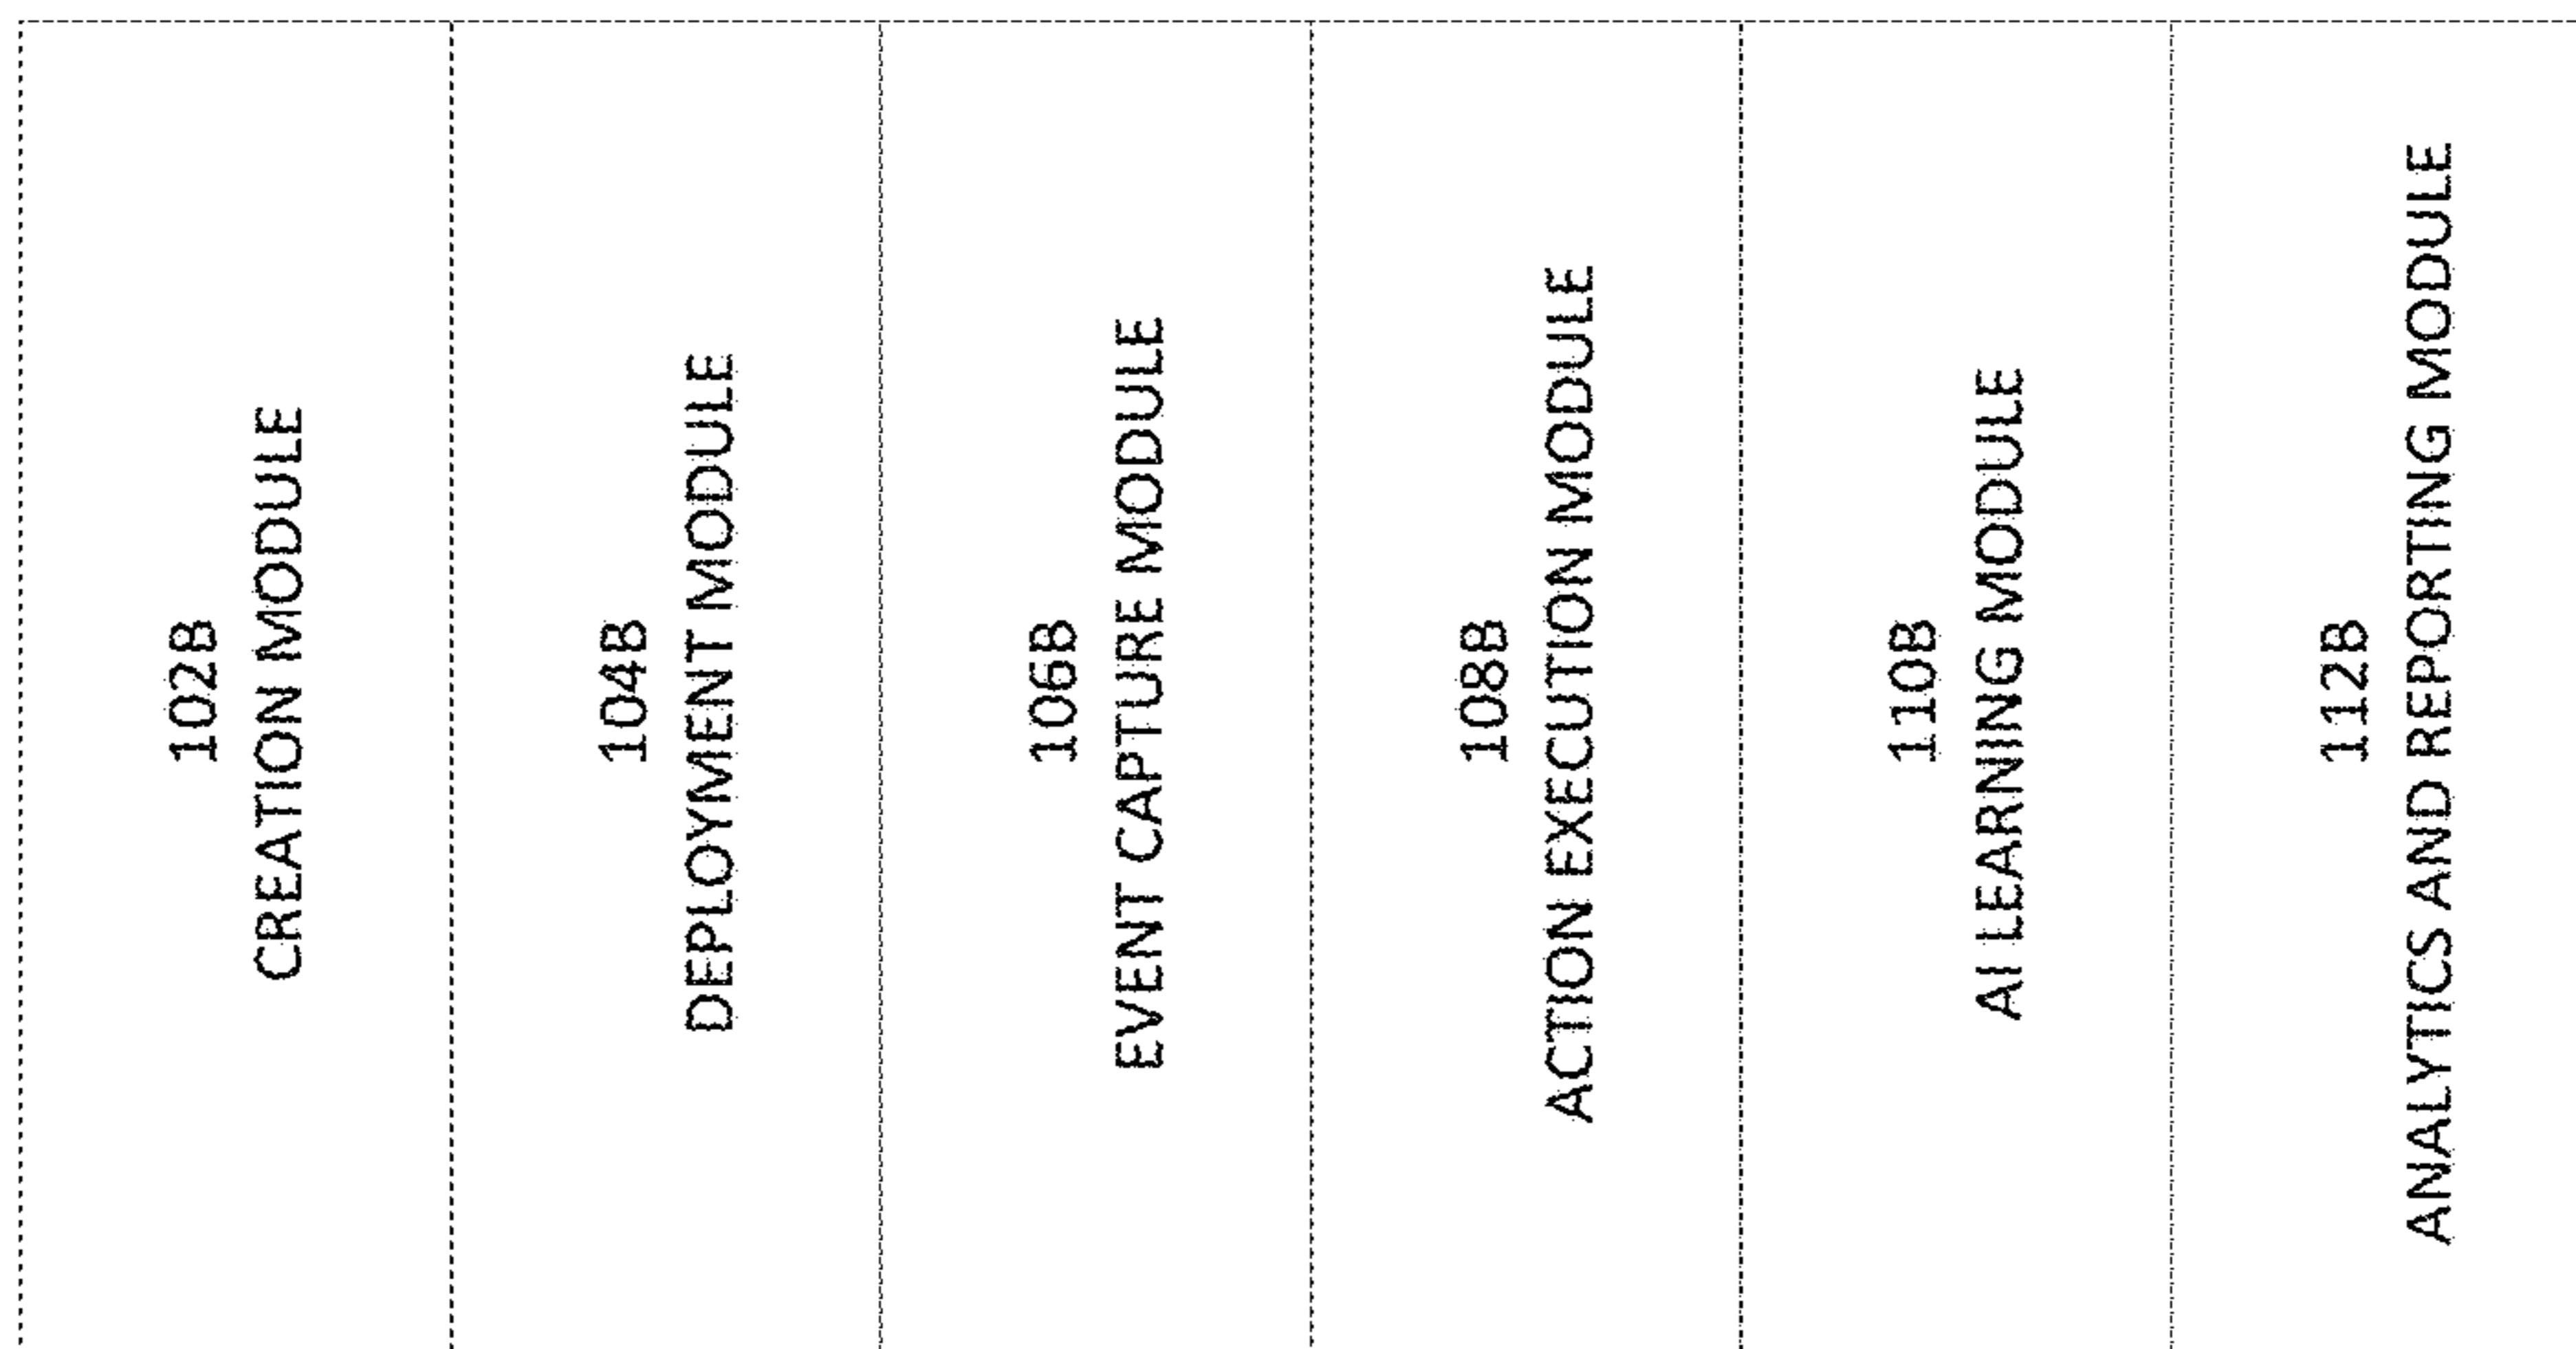 102B
CREATION MODULE
104B
DEPLOYMENT MODULE
106B
EVENT CAPTURE MODULE
108B
ACTION EXECUTION MODULE
110B
AI LEARNING MODULE
112B
ANALYTICS AND REPORTING MODULE